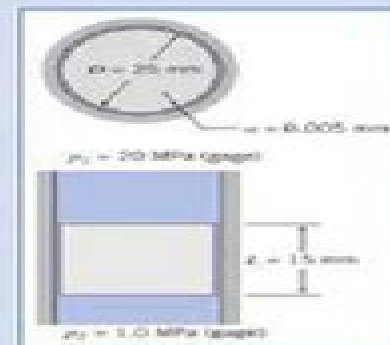 D = 25 mm
a = 0.005 mm
p₁ = 20 MPa (gage)
L = 15 mm
p₂ = 1.0 MPa (gage)